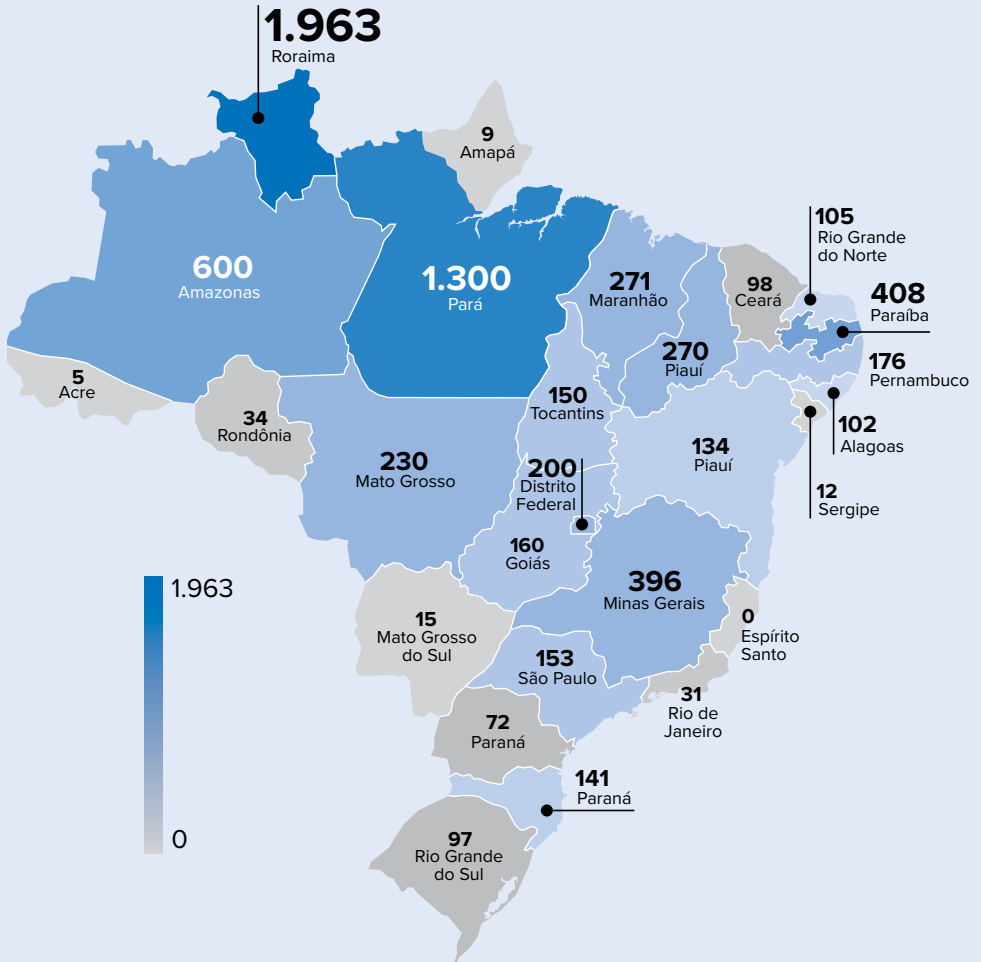 1.963
Roraima
9
Amapá
600
Amazonas
1.300
Pará
271
Maranhão
98
Ceará
105
Rio Grande
do Norte
408
Paraíba
270
Piauí
176
Pernambuco
5
Acre
150
Tocantins
34
Rondônia
102
Alagoas
230
Mato Grosso
200
Distrito
Federal
134
Piauí
12
Sergipe
160
Goiás
396
Minas Gerais
1.963
15
Mato Grosso
do Sul
0
Espírito
Santo
153
São Paulo
31
Rio de
Janeiro
72
Paraná
141
Paraná
0
97
Rio Grande
do Sul